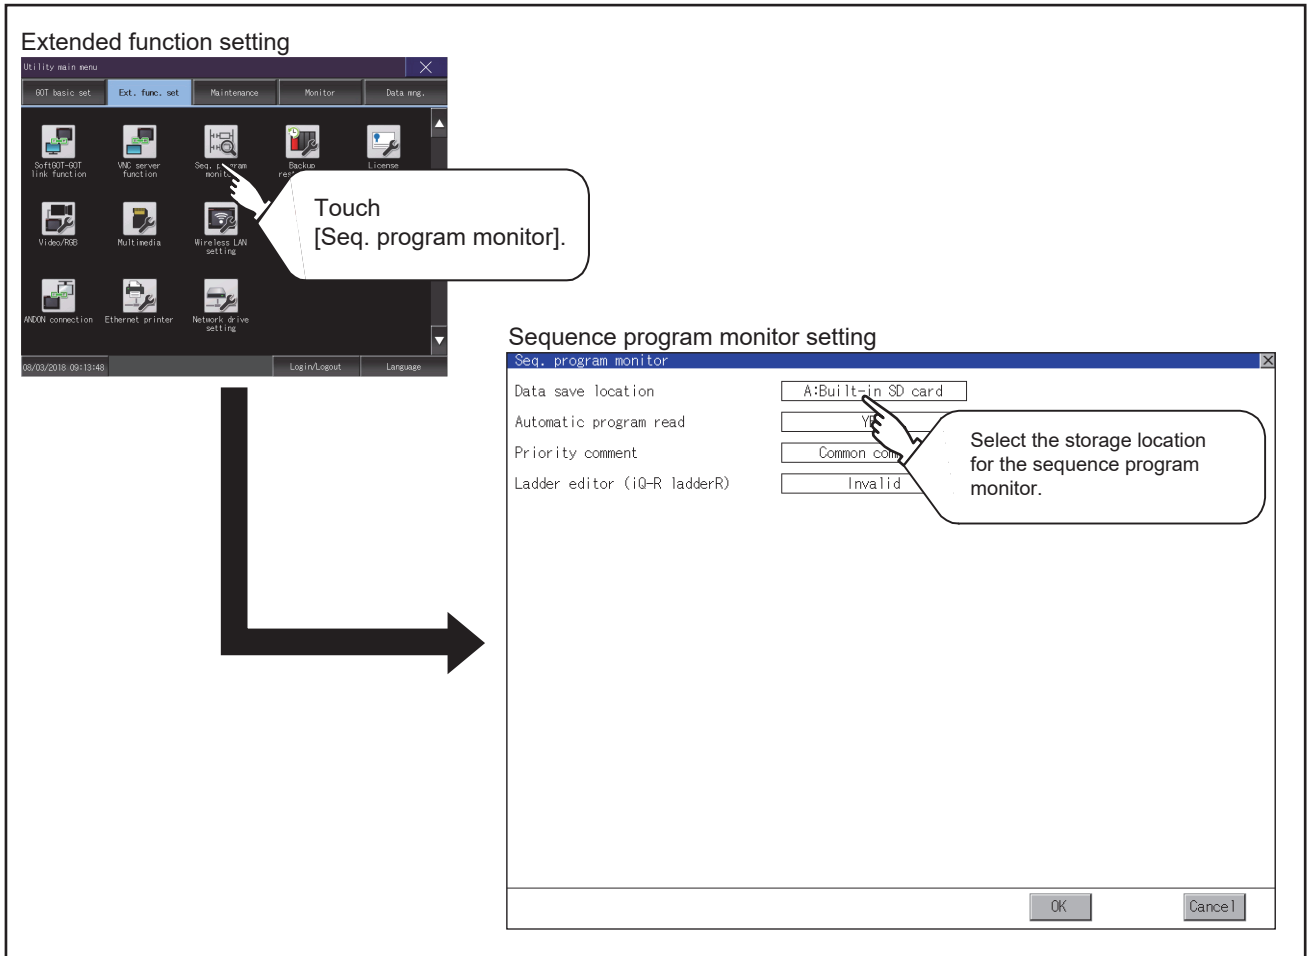 Extended function setting
Utility main menu
GOT basic set
Ext. func. set
Maintenance
Monitor
Data mng.
SoftGOT-GOT
link function
VNC server
function
Seq.
Backup
License
Video/RGB
Multimedia
Wireless LAN
setting
Touch
[Seq. program monitor].
ANDON connection
Ethernet printer
Network drive
setting
08/03/2018 09:13:48
Login/Logout
Language
Sequence program monitor setting
Seq. program monitor
Data save location
A:Built-in SD card
Automatic program read
Priority comment
Common
Ladder editor (iQ-R ladderR)
Invalid
Select the storage location
for the sequence program
monitor.
OK
Cancel